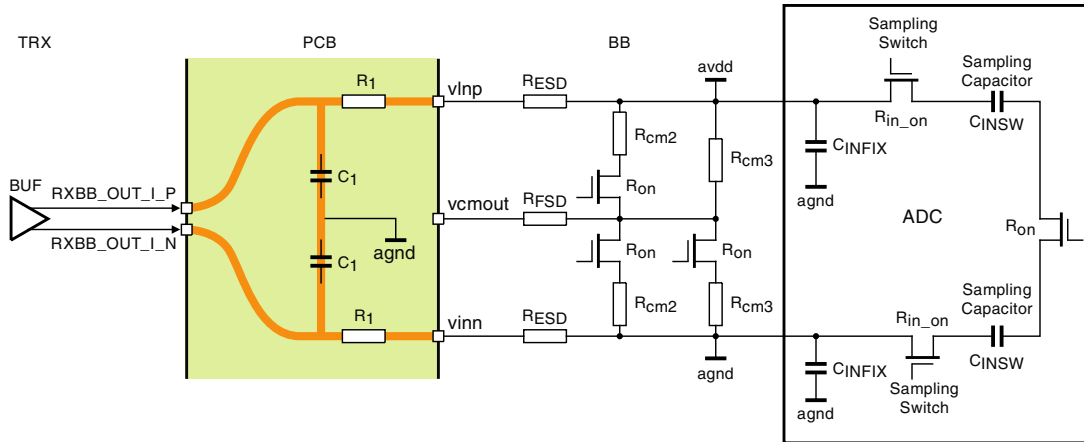 TRX
PCB
BB
Sampling
Switch
Sampling
Capacitor
avdd
R1
vInp
RESD
Rin_on
CINSW
Rcm2
Rcm3
CINFIX
agnd
BUF
RXBB_OUT_I_P
C1
Ron
vcmout
RFSD
ADC
Ron
RXBB_OUT_I_N
agnd
C1
Ron
Ron
Sampling
Capacitor
Rcm2
Rcm3
R1
vinn
RESD
Rin_on
CINSW
CINFIX
agnd
Sampling
Switch
agnd